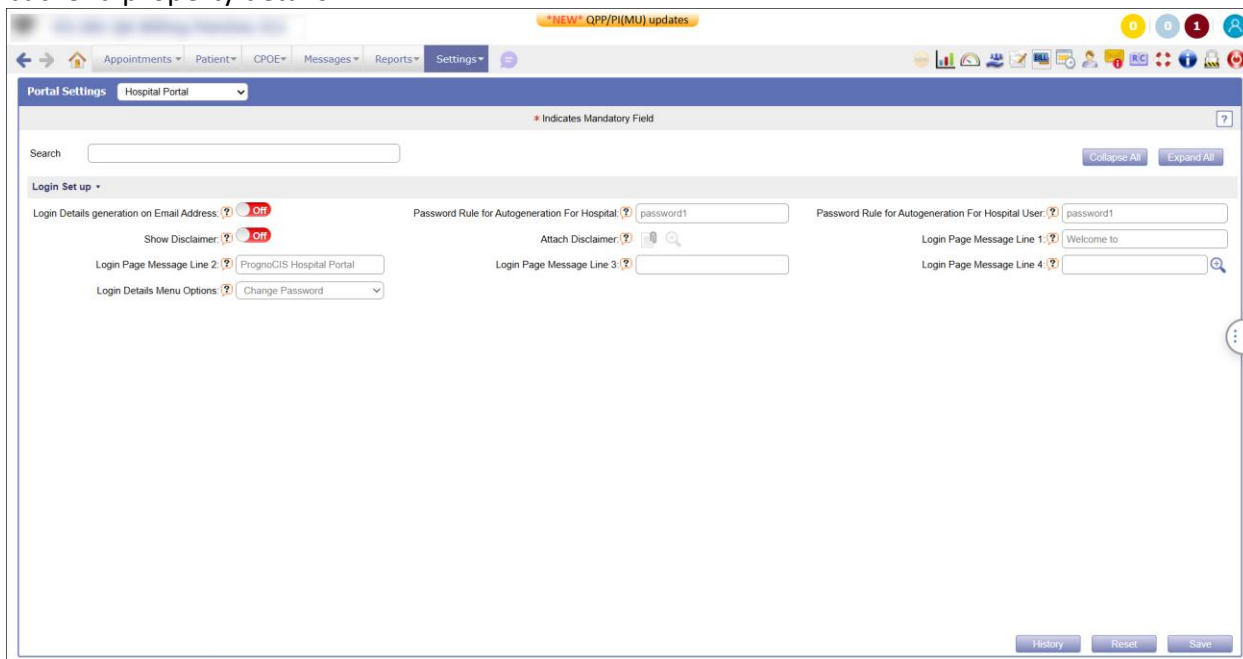 *NEW* QPP/PI(MU) updates
0 0 1
Appointments Patient CPOE Messages Reports Settings
RC
Portal Settings Hospital Portal
* Indicates Mandatory Field ?
Search
Collapse All Expand All
Login Set up
Login Details generation on Email Address: ? Off Password Rule for Autogeneration For Hospital: ? password1 Password Rule for Autogeneration For Hospital User: ? password1
Show Disclaimer: ? Off Attach Disclaimer: ? Login Page Message Line 1: ? Welcome to
Login Page Message Line 2: ? PrognoCIS Hospital Portal Login Page Message Line 3: ? Login Page Message Line 4: ?
Login Details Menu Options: ? Change Password
History Reset Save